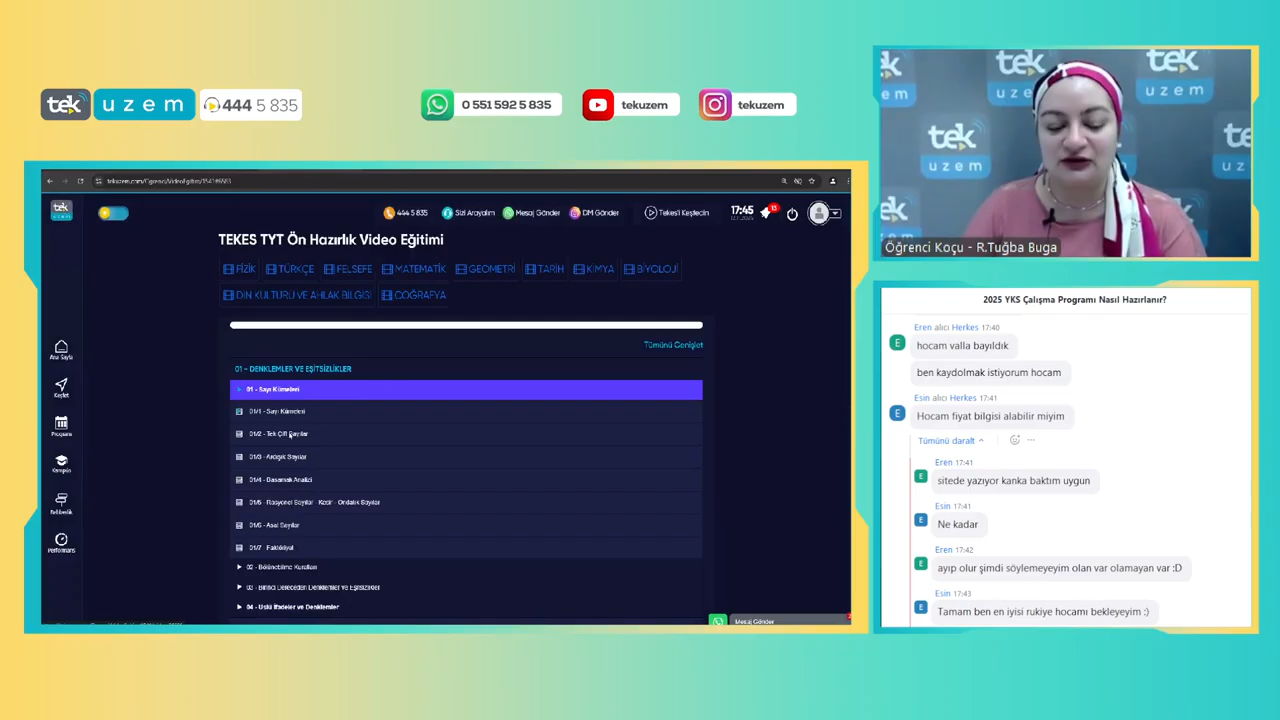 tek uzem 444 5 835
0 551 592 5 835
tekuzem
tekuzem
tek uzem
Öğrenci Koçu - R.Tuğba Buga
tek
444 5 835 Sizi Arayalım Mesaj Gönder DM Gönder Tekes'i Keşfedin 17:45 13
TEKES TYT Ön Hazırlık Video Eğitimi
FİZİK TÜRKÇE FELSEFE MATEMATİK GEOMETRİ TARİH KİMYA BİYOLOJİ
DİN KÜLTÜRÜ VE AHLAK BİLGİSİ COĞRAFYA
Tümünü Genişlet
01 - DENKLEMLER VE EŞİTSİZLİKLER
01 - Sayı Kümeleri
01/1 - Sayı Kümeleri
01/2 - Tek Çift Sayılar
01/3 - Ardışık Sayılar
01/4 - Basamak Analizi
01/5 - Rasyonel Sayılar - Kesir - Ondalık Sayılar
01/6 - Asal Sayılar
01/7 - Faktöriyel
02 - Bölünebilme Kuralları
03 - Birinci Dereceden Denklemler ve Eşitsizlikler
04 - Üslü İfadeler ve Denklemler
Ana Sayfa
Keşfet
Program
Kampüs
Rehberlik
Performans
Mesaj Gönder
2025 YKS Çalışma Programı Nasıl Hazırlanır?
Eren alıcı Herkes 17:40
E hocam valla bayıldık
ben kaydolmak istiyorum hocam
Esin alıcı Herkes 17:41
E Hocam fiyat bilgisi alabilir miyim
Tümünü daralt
Eren 17:41
E sitede yazıyor kanka baktım uygun
Esin 17:41
E Ne kadar
Eren 17:42
E ayıp olur şimdi söylemeyeyim olan var olamayan var :D
Esin 17:43
E Tamam ben en iyisi rukiye hocamı bekleyeyim :)